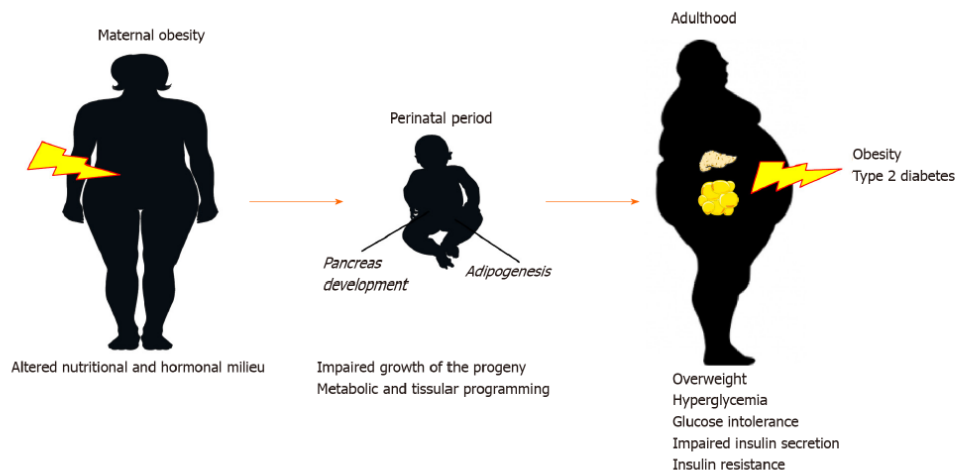 Maternal obesity
Altered nutritional and hormonal milieu
Perinatal period
Pancreas
development
Adipogenesis
Impaired growth of the progeny
Metabolic and tissular programming
Adulthood
Obesity
Type 2 diabetes
Overweight
Hyperglycemia
Glucose intolerance
Impaired insulin secretion
Insulin resistance